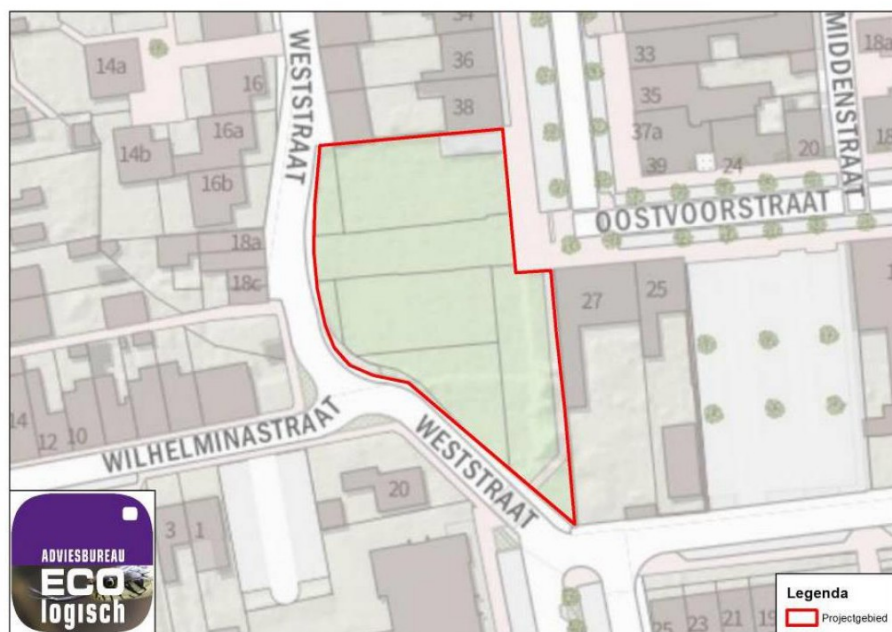 34
36
38
14a
16
16a
14b
16b
18a
18c
WESTSTRAAT
33
35
37a
39
24
20
18a
18
MIDDENSTRAAT
OOSTVOORSTRAAT
27
25
14
12
10
WILHELMINASTRAAT
WESTSTRAAT
20
3
1
25
23
21
19
ADVIESBUREAU
ECO
logisch
Legenda
Projectgebied